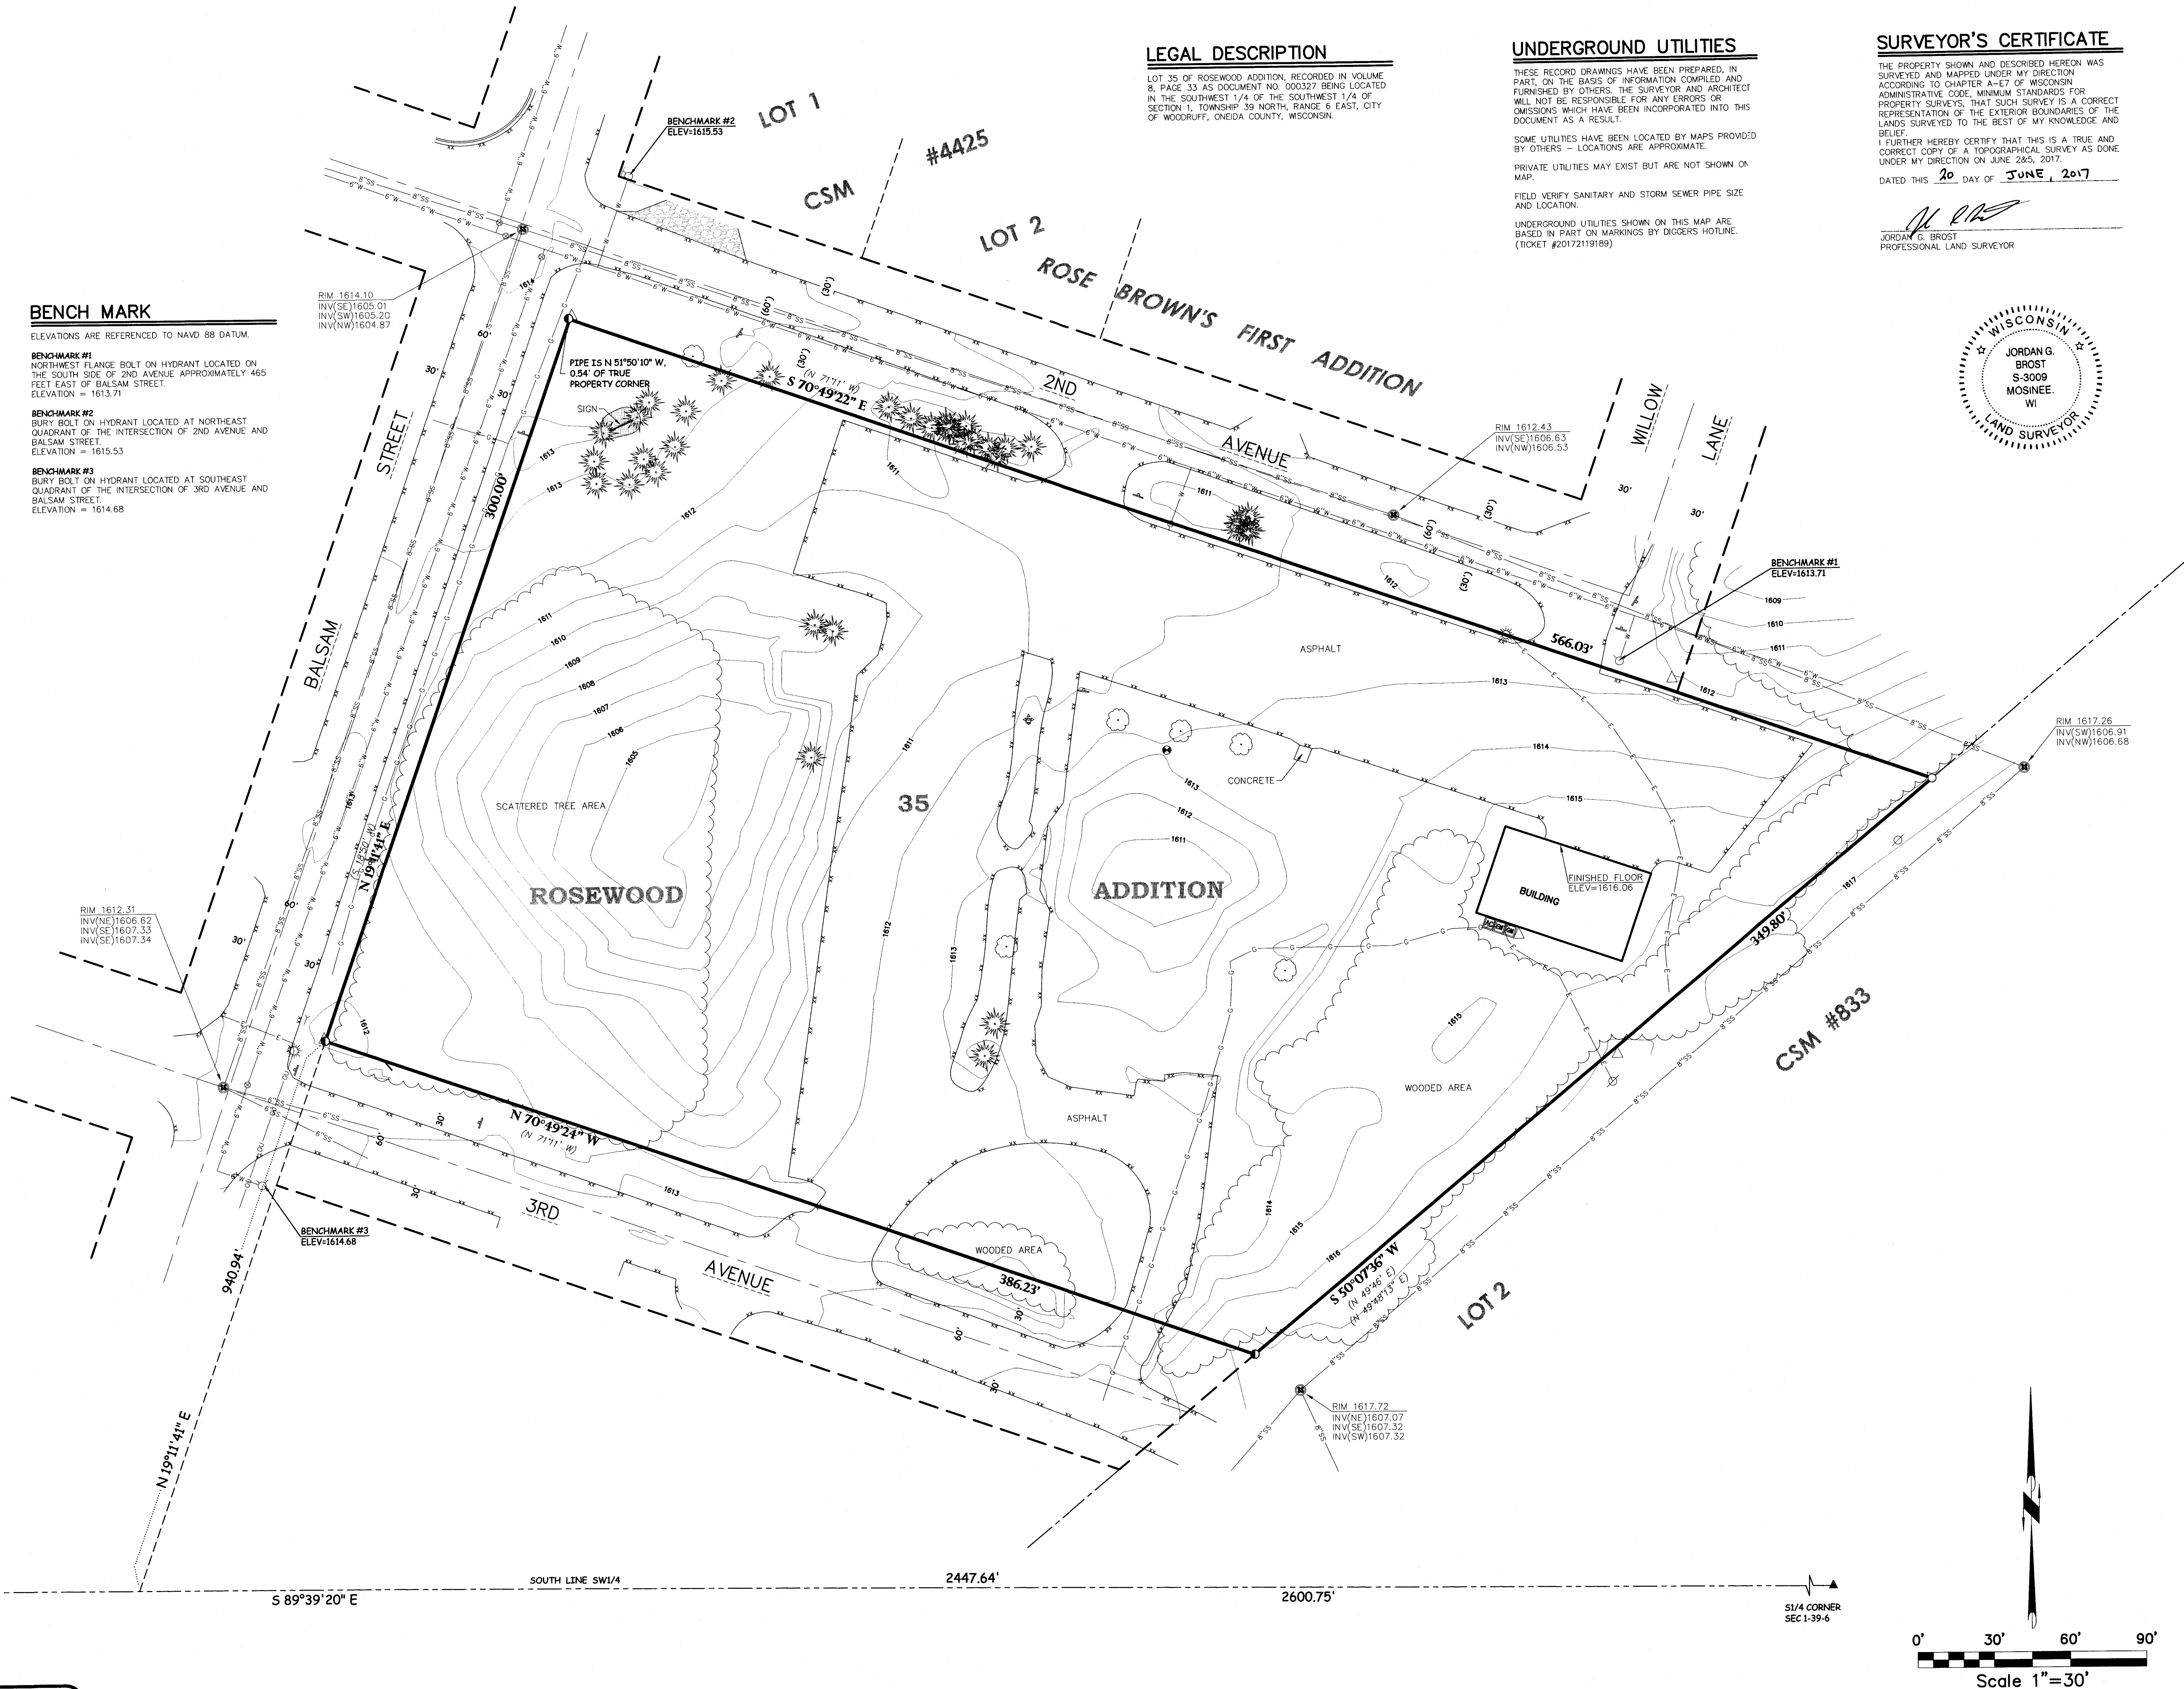 LEGAL DESCRIPTION
LOT 35 OF ROSEWOOD ADDITION, RECORDED IN VOLUME
8, PAGE 33 AS DOCUMENT NO. 000327 BEING LOCATED
IN THE SOUTHWEST 1/4 OF THE SOUTHWEST 1/4 OF
SECTION 1, TOWNSHIP 39 NORTH, RANGE 6 EAST, CITY
OF WOODRUFF, ONEIDA COUNTY, WISCONSIN.
UNDERGROUND UTILITIES
THESE RECORD DRAWINGS HAVE BEEN PREPARED, IN
PART, ON THE BASIS OF INFORMATION COMPILED AND
FURNISHED BY OTHERS. THE SURVEYOR AND ARCHITECT
WILL NOT BE RESPONSIBLE FOR ANY ERRORS OR
OMISSIONS WHICH HAVE BEEN INCORPORATED INTO THIS
DOCUMENT AS A RESULT.
SOME UTILITIES HAVE BEEN LOCATED BY MAPS PROVIDED
BY OTHERS – LOCATIONS ARE APPROXIMATE.
PRIVATE UTILITIES MAY EXIST BUT ARE NOT SHOWN ON
MAP.
FIELD VERIFY SANITARY AND STORM SEWER PIPE SIZE
AND LOCATION.
UNDERGROUND UTILITIES SHOWN ON THIS MAP ARE
BASED IN PART ON MARKINGS BY DIGGERS HOTLINE.
(TICKET #20172119189)
SURVEYOR'S CERTIFICATE
THE PROPERTY SHOWN AND DESCRIBED HEREON WAS
SURVEYED AND MAPPED UNDER MY DIRECTION
ACCORDING TO CHAPTER A-E7 OF WISCONSIN
ADMINISTRATIVE CODE, MINIMUM STANDARDS FOR
PROPERTY SURVEYS, THAT SUCH SURVEY IS A CORRECT
REPRESENTATION OF THE EXTERIOR BOUNDARIES OF THE
LANDS SURVEYED TO THE BEST OF MY KNOWLEDGE AND
BELIEF.
I FURTHER HEREBY CERTIFY THAT THIS IS A TRUE AND
CORRECT COPY OF A TOPOGRAPHICAL SURVEY AS DONE
UNDER MY DIRECTION ON JUNE 2&5, 2017.
DATED THIS 20 DAY OF JUNE, 2017
JORDAN G. BROST
PROFESSIONAL LAND SURVEYOR
WISCONSIN
JORDAN G.
BROST
S-3009
MOSINEE.
WI
LAND SURVEYOR
BENCH MARK
ELEVATIONS ARE REFERENCED TO NAVD 88 DATUM.
BENCHMARK #1
NORTHWEST FLANGE BOLT ON HYDRANT LOCATED ON
THE SOUTH SIDE OF 2ND AVENUE APPROXIMATELY 465
FEET EAST OF BALSAM STREET.
ELEVATION = 1613.71
BENCHMARK #2
BURY BOLT ON HYDRANT LOCATED AT NORTHEAST
QUADRANT OF THE INTERSECTION OF 2ND AVENUE AND
BALSAM STREET.
ELEVATION = 1615.53
BENCHMARK #3
BURY BOLT ON HYDRANT LOCATED AT SOUTHEAST
QUADRANT OF THE INTERSECTION OF 3RD AVENUE AND
BALSAM STREET.
ELEVATION = 1614.68
BENCHMARK #2
ELEV=1615.53
LOT 1
CSM #4425
LOT 2
ROSE BROWN'S FIRST ADDITION
RIM 1614.10
INV(SE)1605.01
INV(SW)1605.20
INV(NW)1604.87
PIPE IS N 51°50'10" W,
0.54' OF TRUE
PROPERTY CORNER
SIGN
(N 71°11' W)
S 70°49'22" E
2ND AVENUE
RIM 1612.43
INV(SE)1606.63
INV(NW)1606.53
WILLOW LANE
30'
30'
BENCHMARK #1
ELEV=1613.71
566.03'
BALSAM STREET
300.00'
N 19°11'41" E
1609
1610
1611
1612
1613
1614
1615
ASPHALT
RIM 1617.26
INV(SW)1606.91
INV(NW)1606.68
1611
1610
1609
1608
1607
1606
1605
SCATTERED TREE AREA
35
ROSEWOOD ADDITION
CONCRETE
1613
1612
1611
FINISHED FLOOR
ELEV=1616.06
BUILDING
1617
349.80'
CSM #833
LOT 2
WOODED AREA
1615
RIM 1612.31
INV(NE)1606.62
INV(SE)1607.33
INV(SE)1607.34
N 70°49'24" W
(N 71°11' W)
ASPHALT
1613
3RD AVENUE
WOODED AREA
386.23'
1614
1615
1616
S 50°07'36" W
(N 49°46' E)
(N 49°48'13" E)
BENCHMARK #3
ELEV=1614.68
RIM 1617.72
INV(NE)1607.07
INV(SE)1607.32
INV(SW)1607.32
940.94'
N 19°11'41" E
SOUTH LINE SW1/4
2447.64'
S 89°39'20" E
2600.75'
S1/4 CORNER
SEC 1-39-6
0' 30' 60' 90'
Scale 1"=30'